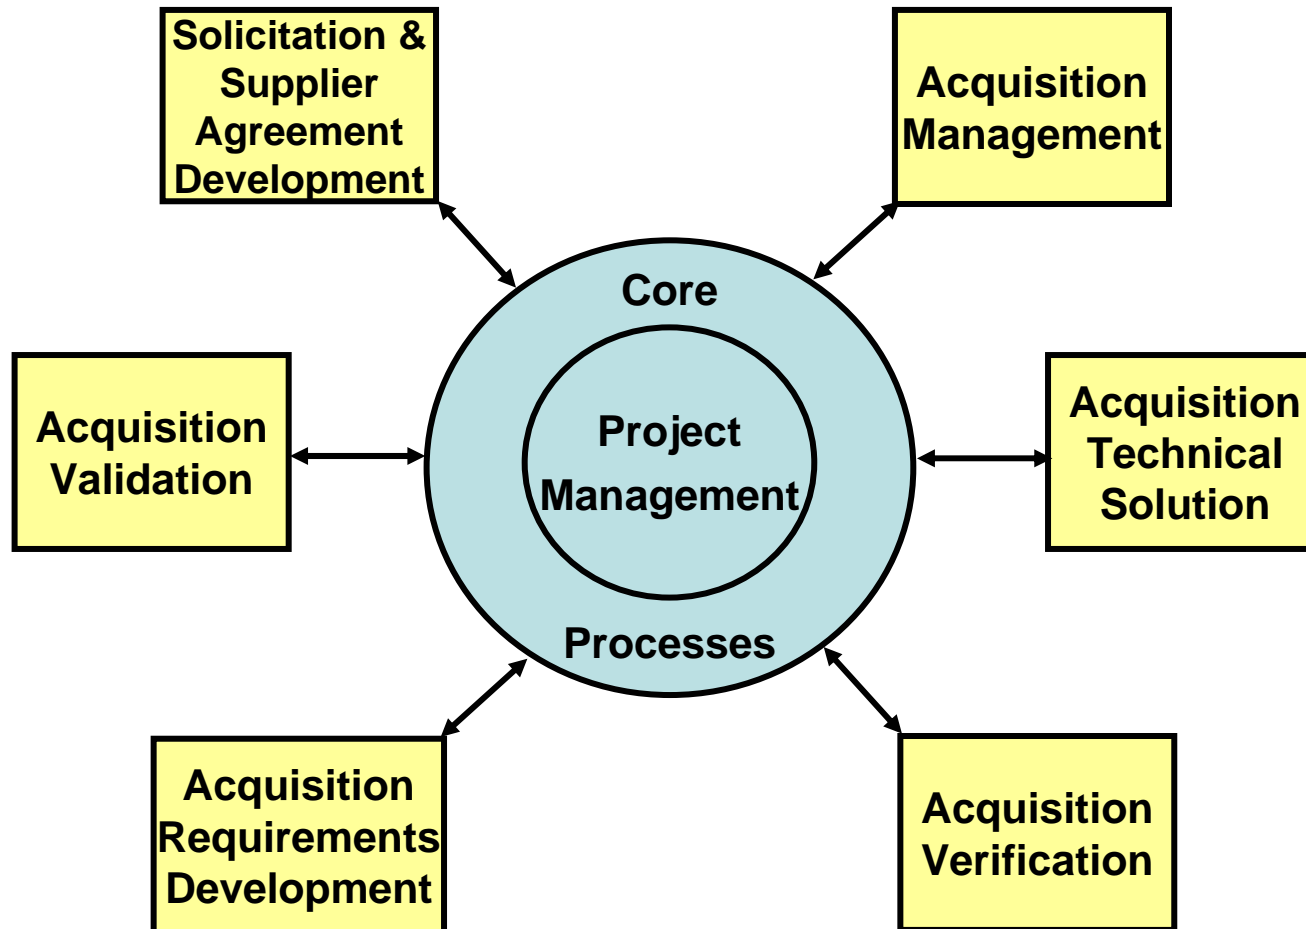 Solicitation &
Supplier
Agreement
Development
Acquisition
Management
Core
Project
Management
Processes
Acquisition
Validation
Acquisition
Technical
Solution
Acquisition
Requirements
Development
Acquisition
Verification